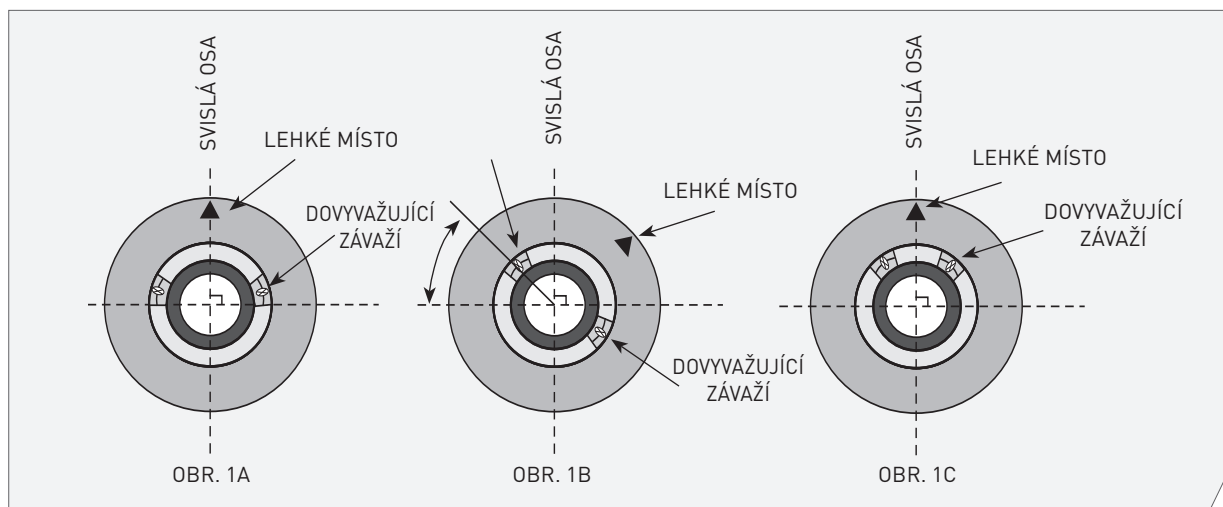 SVISLÁ OSA
LEHKÉ MÍSTO
DOVYVAŽUJÍCÍ
ZÁVAŽÍ
OBR. 1A
SVISLÁ OSA
LEHKÉ MÍSTO
DOVYVAŽUJÍCÍ
ZÁVAŽÍ
OBR. 1B
SVISLÁ OSA
LEHKÉ MÍSTO
DOVYVAŽUJÍCÍ
ZÁVAŽÍ
OBR. 1C